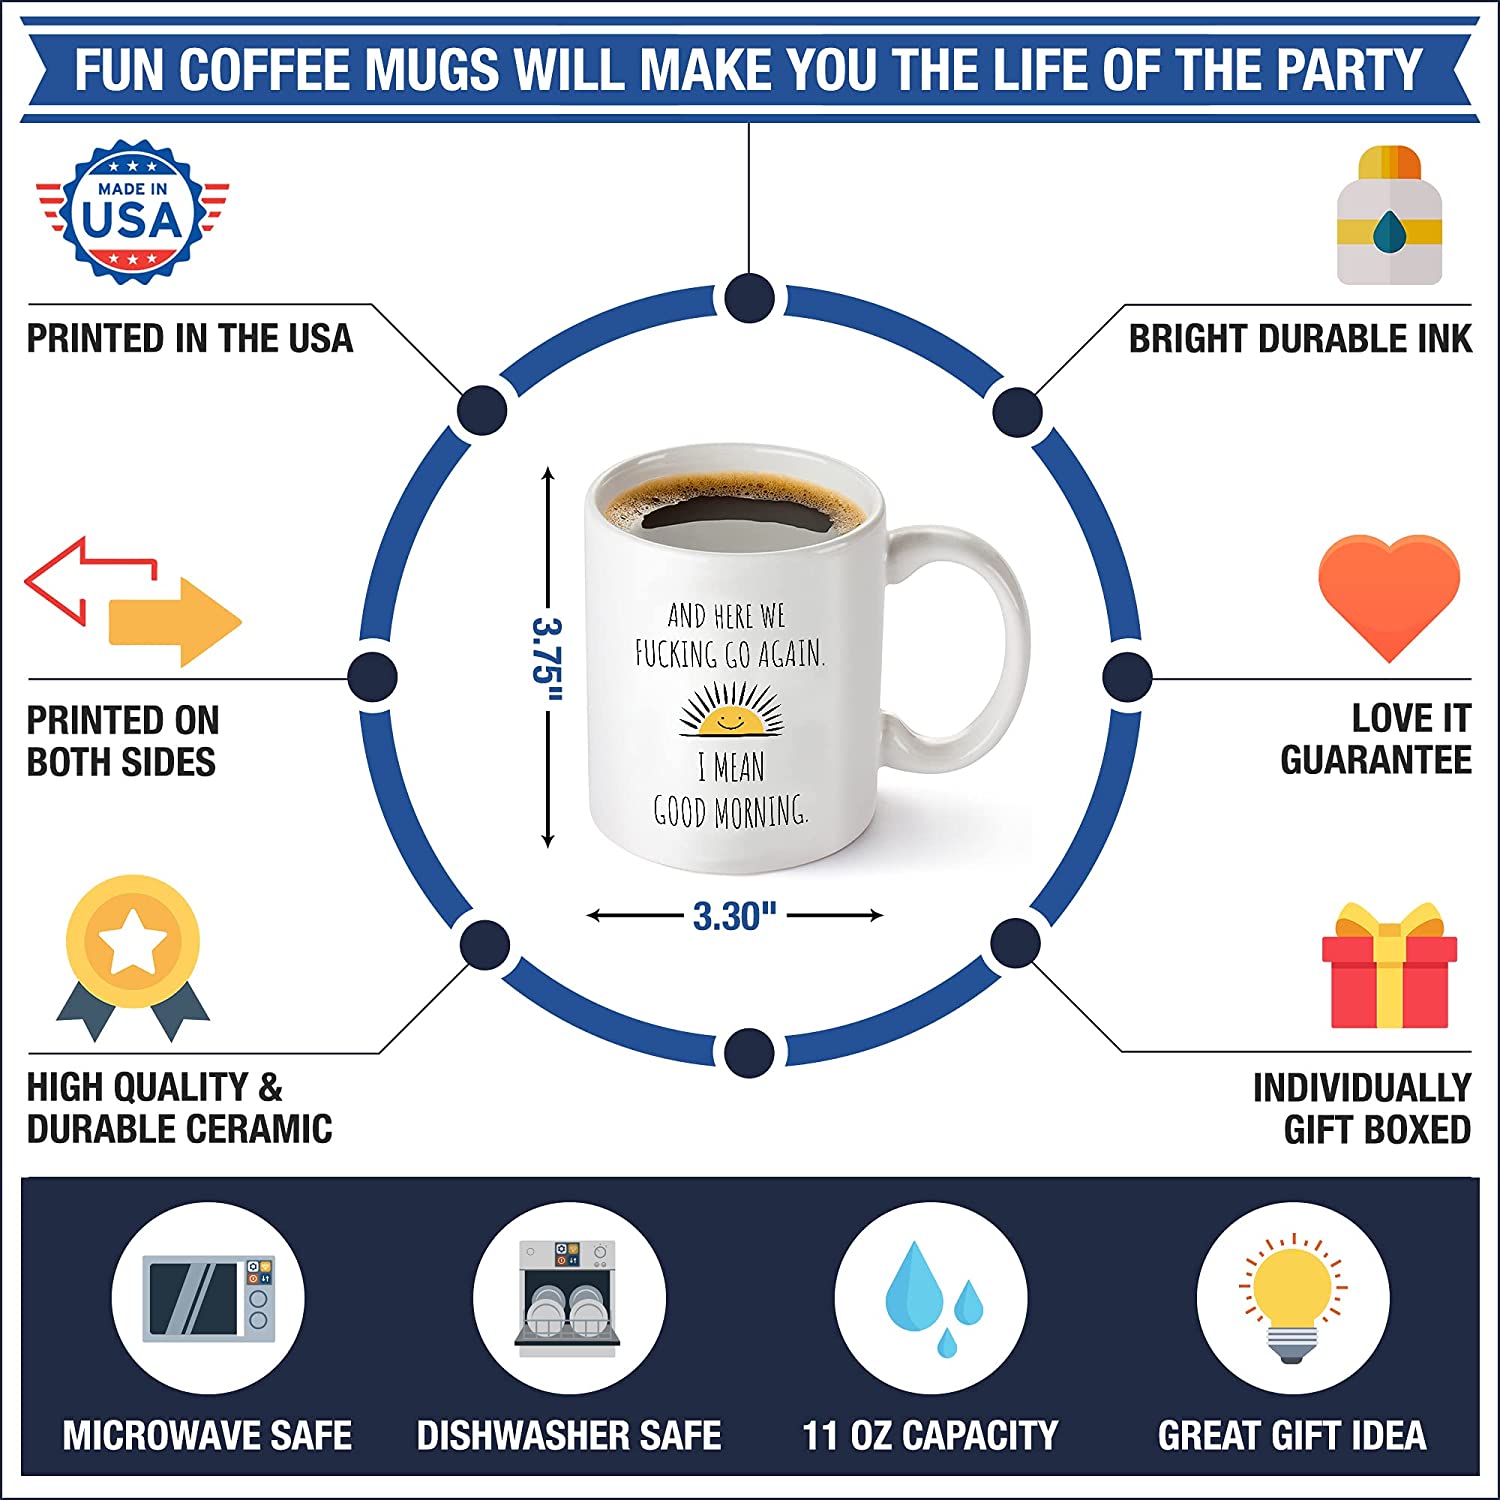 FUN COFFEE MUGS WILL MAKE YOU THE LIFE OF THE PARTY
MADE IN
USA
PRINTED IN THE USA
BRIGHT DURABLE INK
PRINTED ON
BOTH SIDES
LOVE IT
GUARANTEE
3.75"
AND HERE WE
FUCKING GO AGAIN.
I MEAN
GOOD MORNING.
3.30"
HIGH QUALITY &
DURABLE CERAMIC
INDIVIDUALLY
GIFT BOXED
MICROWAVE SAFE
DISHWASHER SAFE
11 OZ CAPACITY
GREAT GIFT IDEA